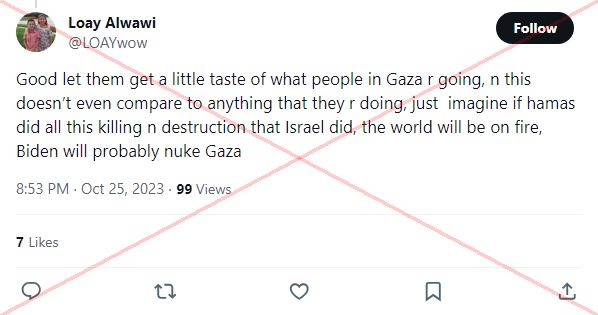 Loay Alwawi
@LOAYwow
Follow
Good let them get a little taste of what people in Gaza r going, n this
doesn't even compare to anything that they r doing, just  imagine if hamas
did all this killing n destruction that Israel did, the world will be on fire,
Biden will probably nuke Gaza
8:53 PM · Oct 25, 2023 · 99 Views
7 Likes